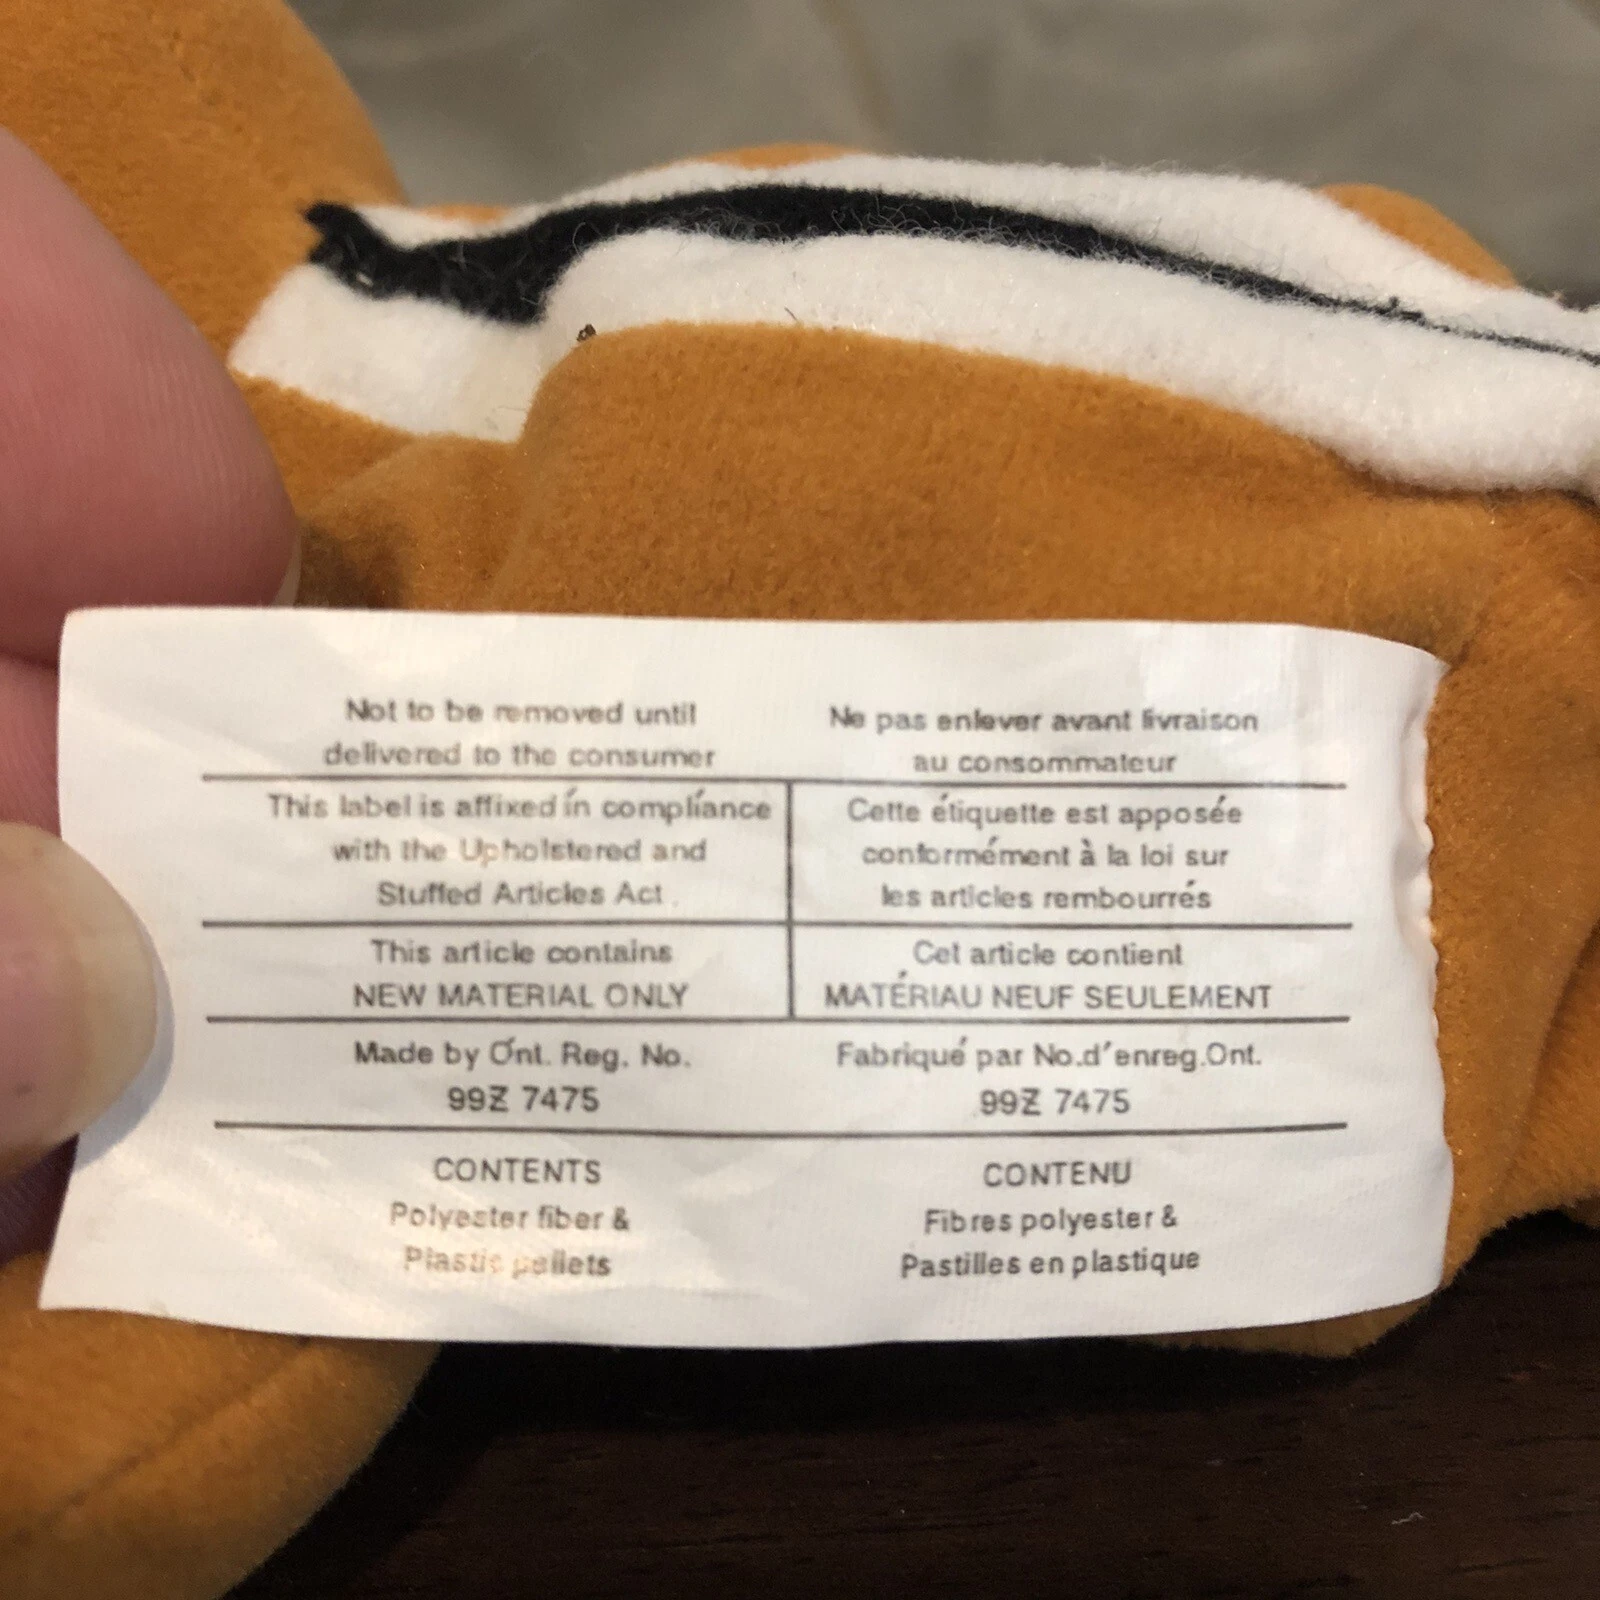 Not to be removed until
delivered to the consumer
Ne pas enlever avant livraison
au consommateur
This label is affixed in compliance
with the Upholstered and
Stuffed Articles Act.
Cette étiquette est apposée
conformément à la loi sur
les articles rembourrés
This article contains
NEW MATERIAL ONLY
Cet article contient
MATÉRIAU NEUF SEULEMENT
Made by Ont. Reg. No.
99Z 7475
Fabriqué par No.d'enreg.Ont.
99Z 7475
CONTENTS
Polyester fiber &
Plastic pellets
CONTENU
Fibres polyester &
Pastilles en plastique